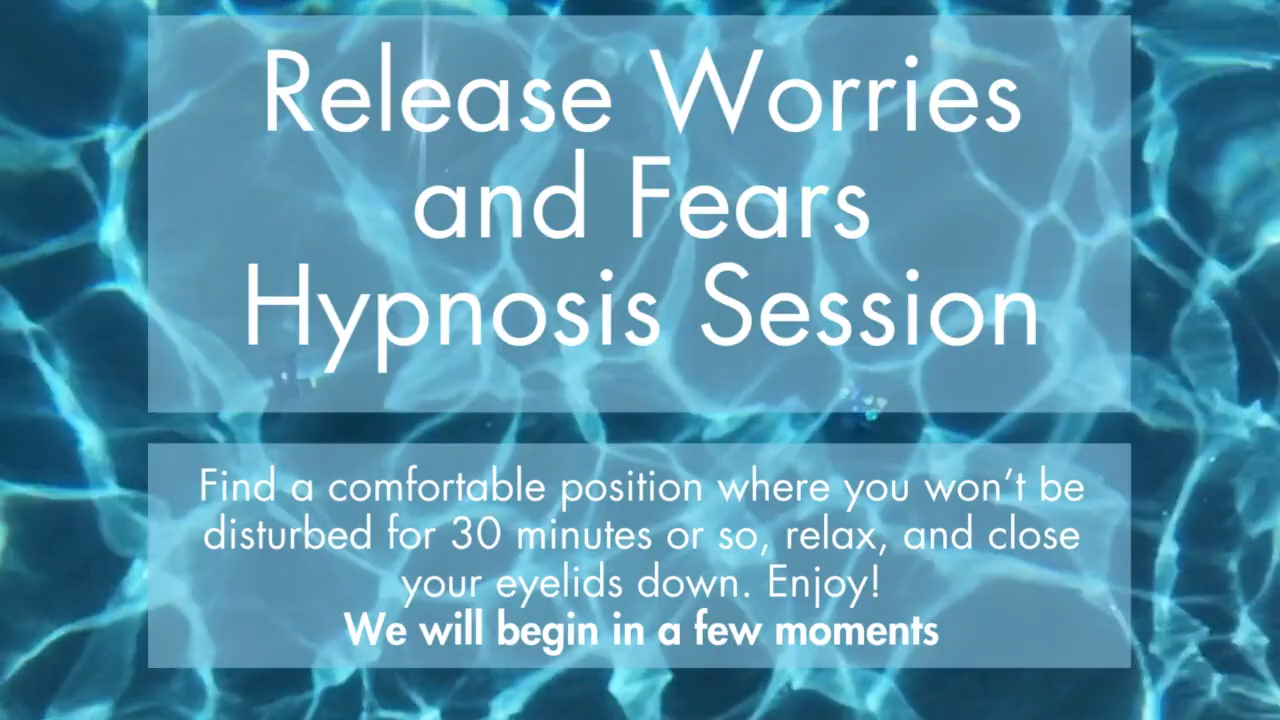 Release Worries
and Fears
Hypnosis Session
Find a comfortable position where you won't be
disturbed for 30 minutes or so, relax, and close
your eyelids down. Enjoy!
We will begin in a few moments